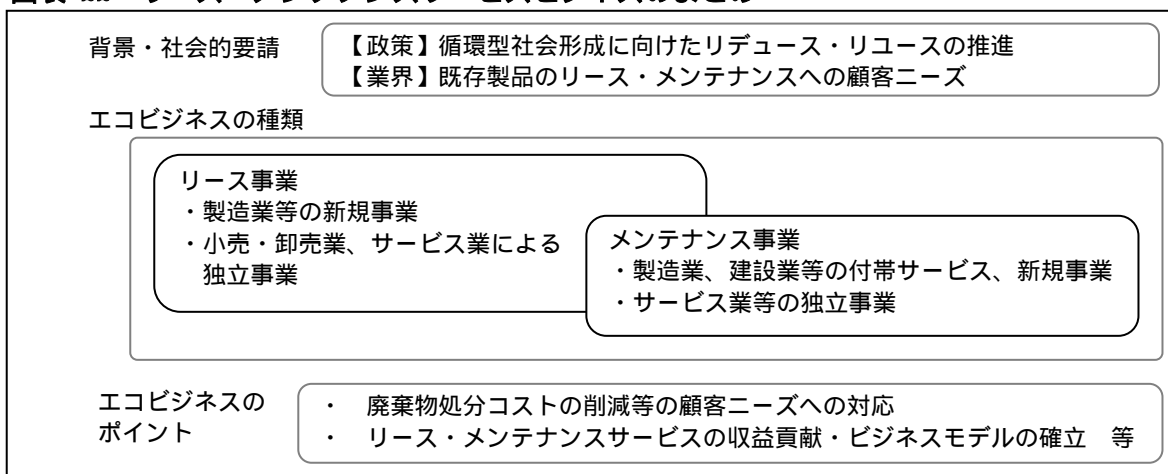 背景・社会的要請
【政策】循環型社会形成に向けたリデュース・リユースの推進
【業界】既存製品のリース・メンテナンスへの顧客ニーズ
エコビジネスの種類
リース事業
・製造業等の新規事業
・小売・卸売業、サービス業による
独立事業
メンテナンス事業
・製造業、建設業等の付帯サービス、新規事業
・サービス業等の独立事業
エコビジネスの
ポイント
・ 廃棄物処分コストの削減等の顧客ニーズへの対応
・ リース・メンテナンスサービスの収益貢献・ビジネスモデルの確立 等